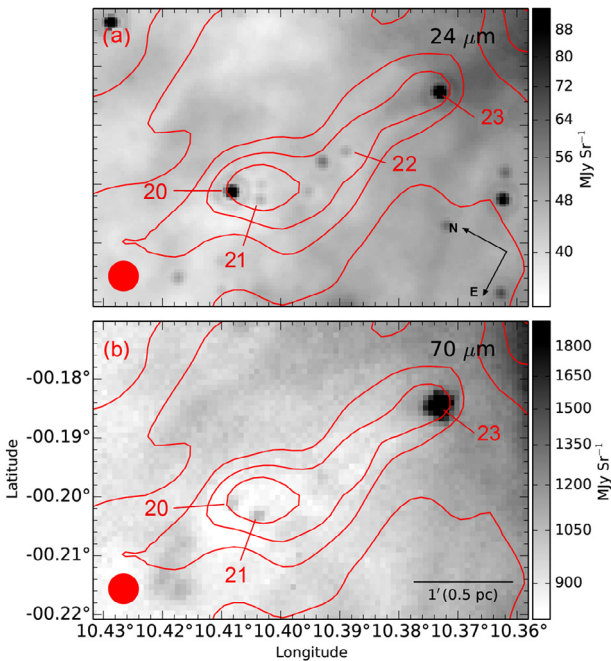 (a)
24 μm
23
22
20
21
N
E
88
80
72
64
56
48
40
MJy Sr⁻¹
(b)
70 μm
23
20
21
1′(0.5 pc)
-00.18°
-00.19°
-00.20°
-00.21°
-00.22°
Latitude
10.43°10.42°10.41°10.40°10.39°10.38°10.37°10.36°
Longitude
1800
1650
1500
1350
1200
1050
900
MJy Sr⁻¹